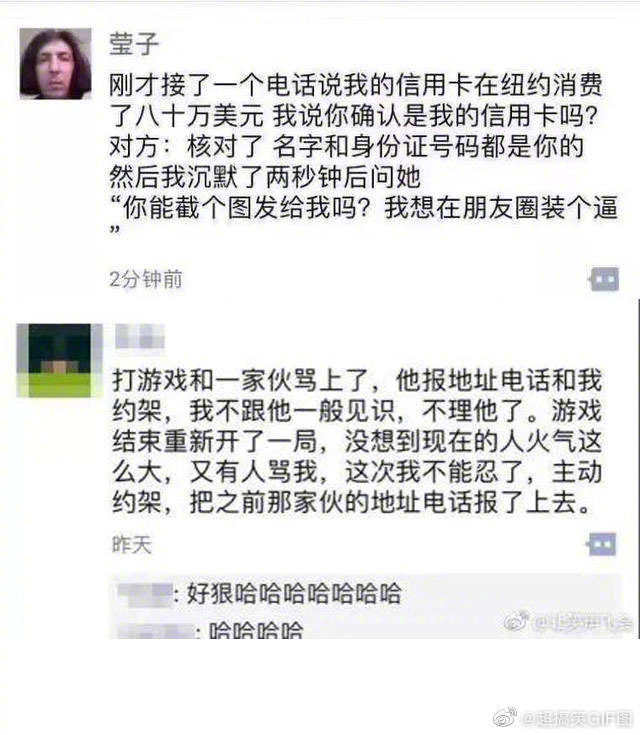 莹子
刚才接了一个电话说我的信用卡在纽约消费
了八十万美元 我说你确认是我的信用卡吗？
对方：核对了 名字和身份证号码都是你的
然后我沉默了两秒钟后问她
“你能截个图发给我吗？我想在朋友圈装个逼
”
2分钟前
打游戏和一家伙骂上了，他报地址电话和我
约架，我不跟他一般见识，不理他了。游戏
结束重新开了一局，没想到现在的人火气这
么大，又有人骂我，这次我不能忍了，主动
约架，把之前那家伙的地址电话报了上去。
昨天
: 好狠哈哈哈哈哈哈哈哈
: 哈哈哈哈
@超搞笑GIF图